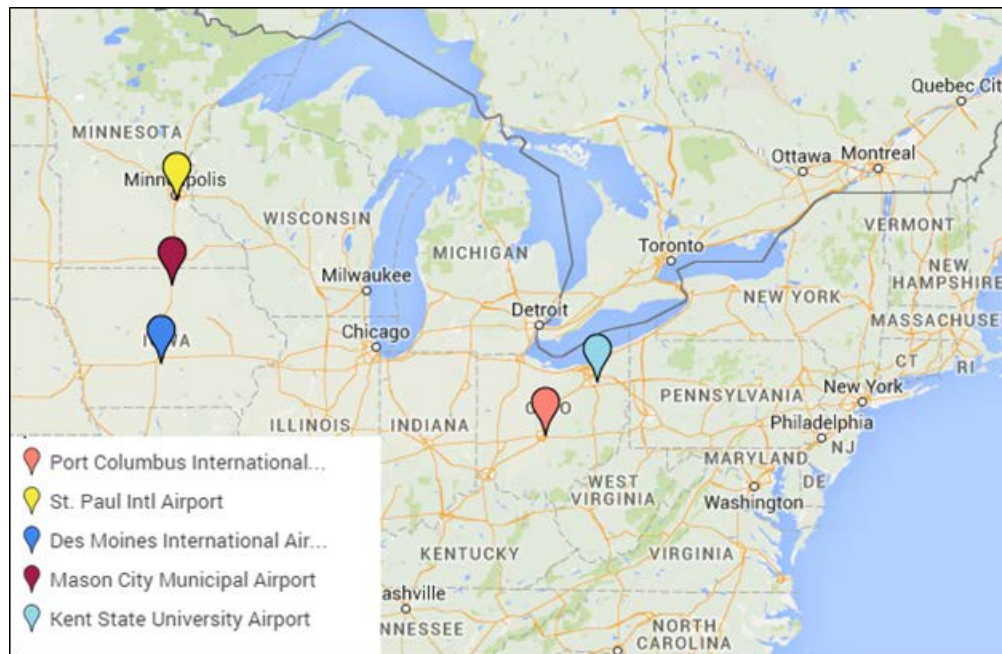 Quebec Cit
MINNESOTA
Ottawa
Montreal
Minneapolis
WISCONSIN
VERMONT
Toronto
MICHIGAN
NEW
HAMPSHIRE
Milwaukee
NEW YORK
Detroit
MASSACHUSE
Chicago
IOWA
CT
RI
PENNSYLVANIA
New York
OHIO
ILLINOIS
INDIANA
Philadelphia
NJ
MARYLAND
DE
WEST
VIRGINIA
Washington
KENTUCKY
VIRGINIA
ashville
NNESSEE
NORTH
CAROLINA
Port Columbus International...
St. Paul Intl Airport
Des Moines International Air...
Mason City Municipal Airport
Kent State University Airport